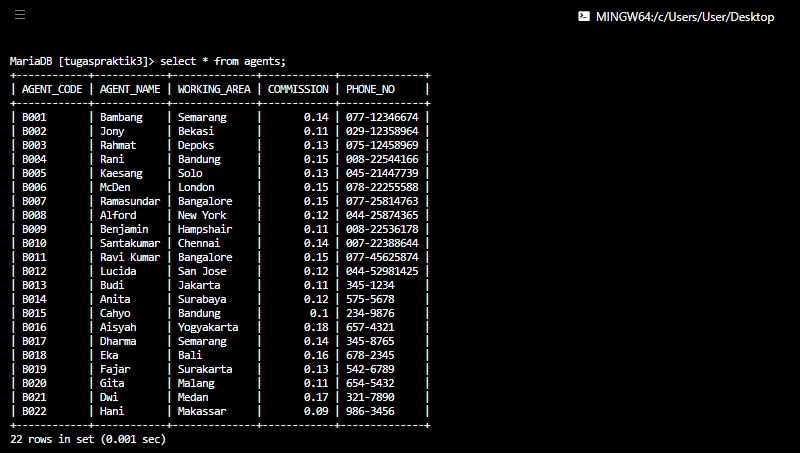 MINGW64:/c/Users/User/Desktop
MariaDB [tugaspraktik3]> select * from agents;
+------------+------------+--------------+------------+--------------+
| AGENT_CODE | AGENT_NAME | WORKING_AREA | COMMISSION | PHONE_NO     |
+------------+------------+--------------+------------+--------------+
| B001       | Bambang    | Semarang     |       0.14 | 077-12346674 |
| B002       | Jony       | Bekasi       |       0.11 | 029-12358964 |
| B003       | Rahmat     | Depoks       |       0.13 | 075-12458969 |
| B004       | Rani       | Bandung      |       0.15 | 008-22544166 |
| B005       | Kaesang    | Solo         |       0.13 | 045-21447739 |
| B006       | McDen      | London       |       0.15 | 078-22255588 |
| B007       | Ramasundar | Bangalore    |       0.15 | 077-25814763 |
| B008       | Alford     | New York     |       0.12 | 044-25874365 |
| B009       | Benjamin   | Hampshair    |       0.11 | 008-22536178 |
| B010       | Santakumar | Chennai      |       0.14 | 007-22388644 |
| B011       | Ravi Kumar | Bangalore    |       0.15 | 077-45625874 |
| B012       | Lucida     | San Jose     |       0.12 | 044-52981425 |
| B013       | Budi       | Jakarta      |       0.11 | 345-1234     |
| B014       | Anita      | Surabaya     |       0.12 | 575-5678     |
| B015       | Cahyo      | Bandung      |        0.1 | 234-9876     |
| B016       | Aisyah     | Yogyakarta   |       0.18 | 657-4321     |
| B017       | Dharma     | Semarang     |       0.14 | 345-8765     |
| B018       | Eka        | Bali         |       0.16 | 678-2345     |
| B019       | Fajar      | Surakarta    |       0.13 | 542-6789     |
| B020       | Gita       | Malang       |       0.11 | 654-5432     |
| B021       | Dwi        | Medan        |       0.17 | 321-7890     |
| B022       | Hani       | Makassar     |       0.09 | 986-3456     |
+------------+------------+--------------+------------+--------------+
22 rows in set (0.001 sec)